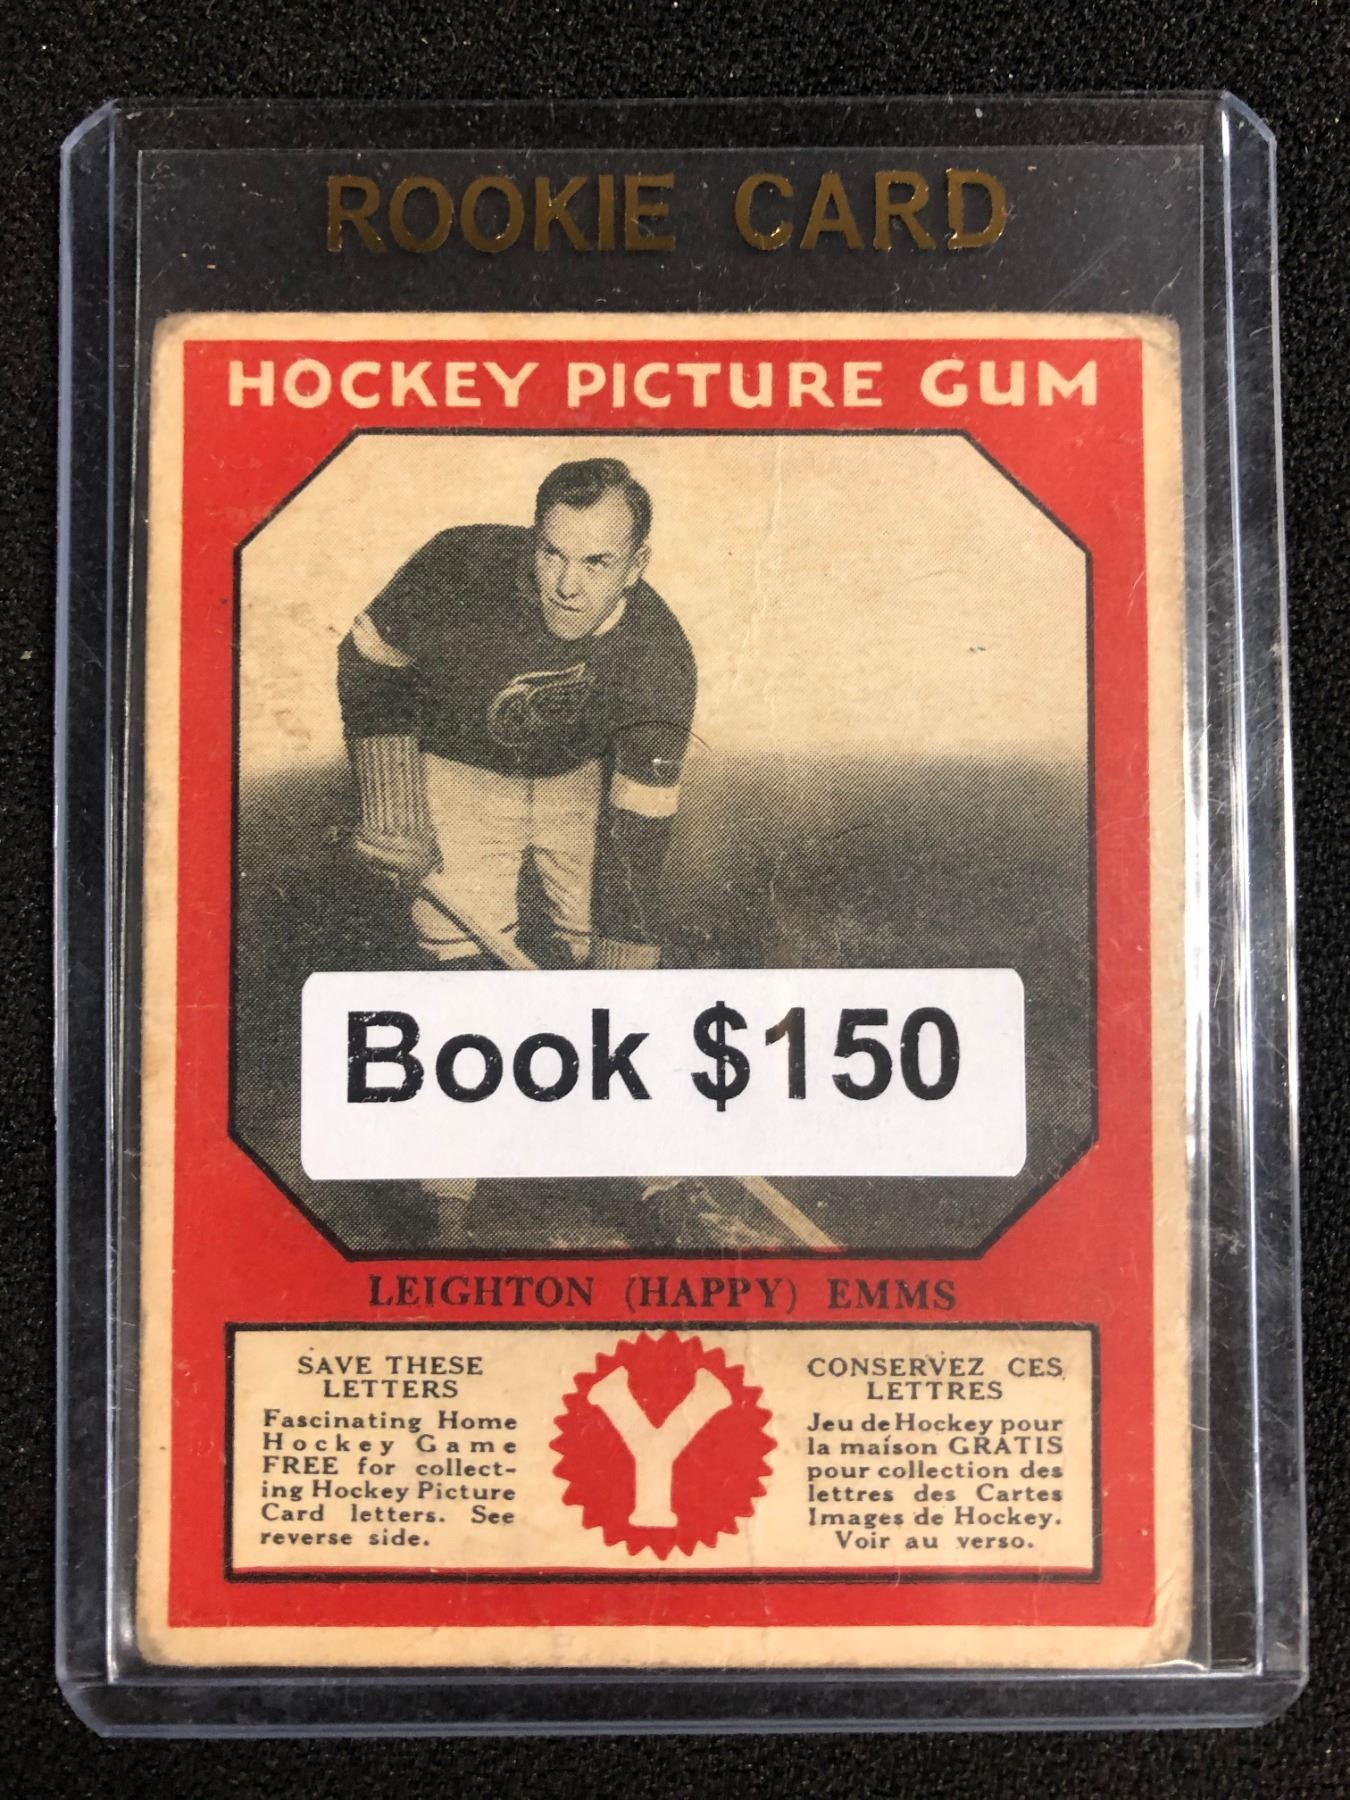 ROOKIE CARD
HOCKEY PICTURE GUM
Book $150
LEIGHTON (HAPPY) EMMS
SAVE THESE
LETTERS
Fascinating Home
Hockey Game
FREE for collect-
ing Hockey Picture
Card letters. See
reverse side.
Y
CONSERVEZ CES
LETTRES
Jeu de Hockey pour
la maison GRATIS
pour collection des
lettres des Cartes
Images de Hockey.
Voir au verso.